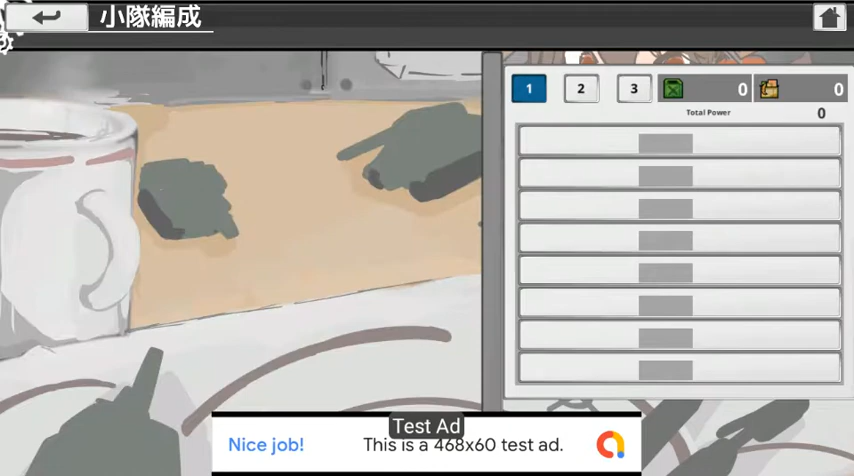 小隊編成
1 2 3 0 0
Total Power 0
Test Ad
Nice job! This is a 468x60 test ad.